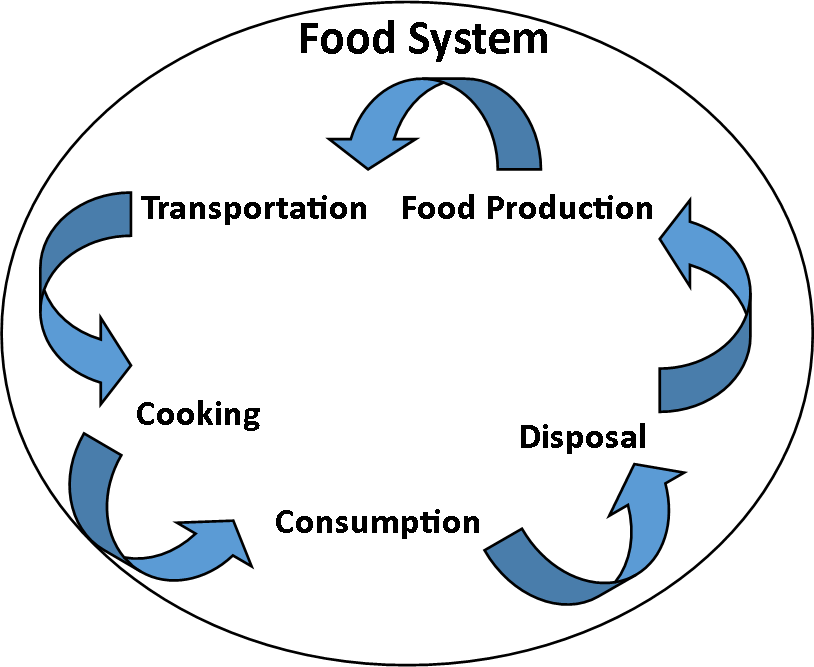 Food System
Transportation
Food Production
Cooking
Disposal
Consumption